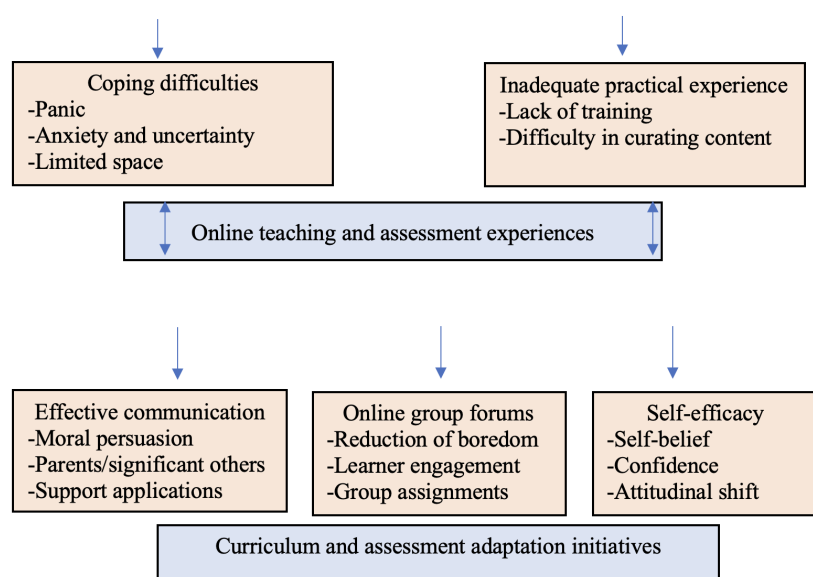 Coping difficulties
-Panic
-Anxiety and uncertainty
-Limited space
Inadequate practical experience
-Lack of training
-Difficulty in curating content
Online teaching and assessment experiences
Effective communication
-Moral persuasion
-Parents/significant others
-Support applications
Online group forums
-Reduction of boredom
-Learner engagement
-Group assignments
Self-efficacy
-Self-belief
-Confidence
-Attitudinal shift
Curriculum and assessment adaptation initiatives